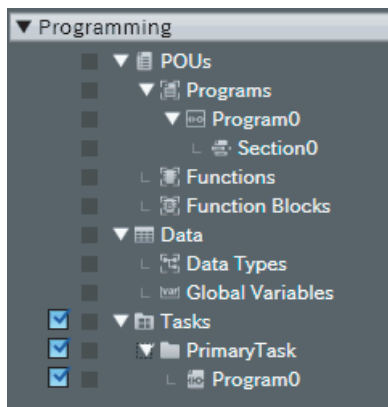 Programming
POUs
Programs
Program0
Section0
Functions
Function Blocks
Data
Data Types
Global Variables
Tasks
PrimaryTask
Program0